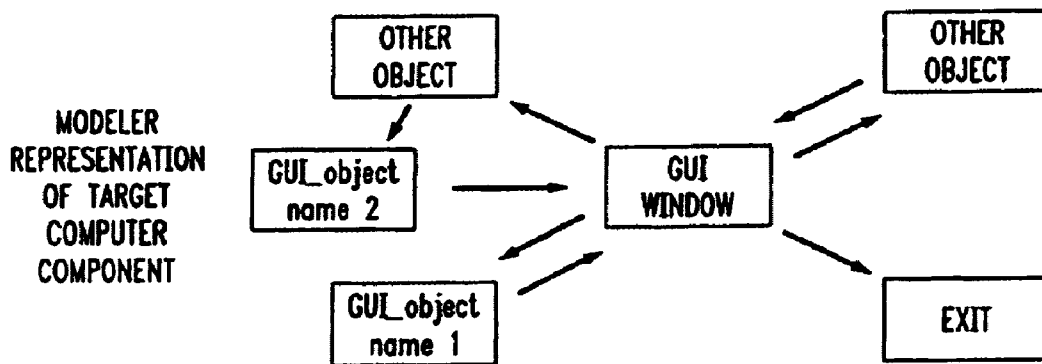 MODELER
REPRESENTATION
OF TARGET
COMPUTER
COMPONENT
OTHER
OBJECT
GUI_object
name 2
GUI_object
name 1
GUI
WINDOW
OTHER
OBJECT
EXIT